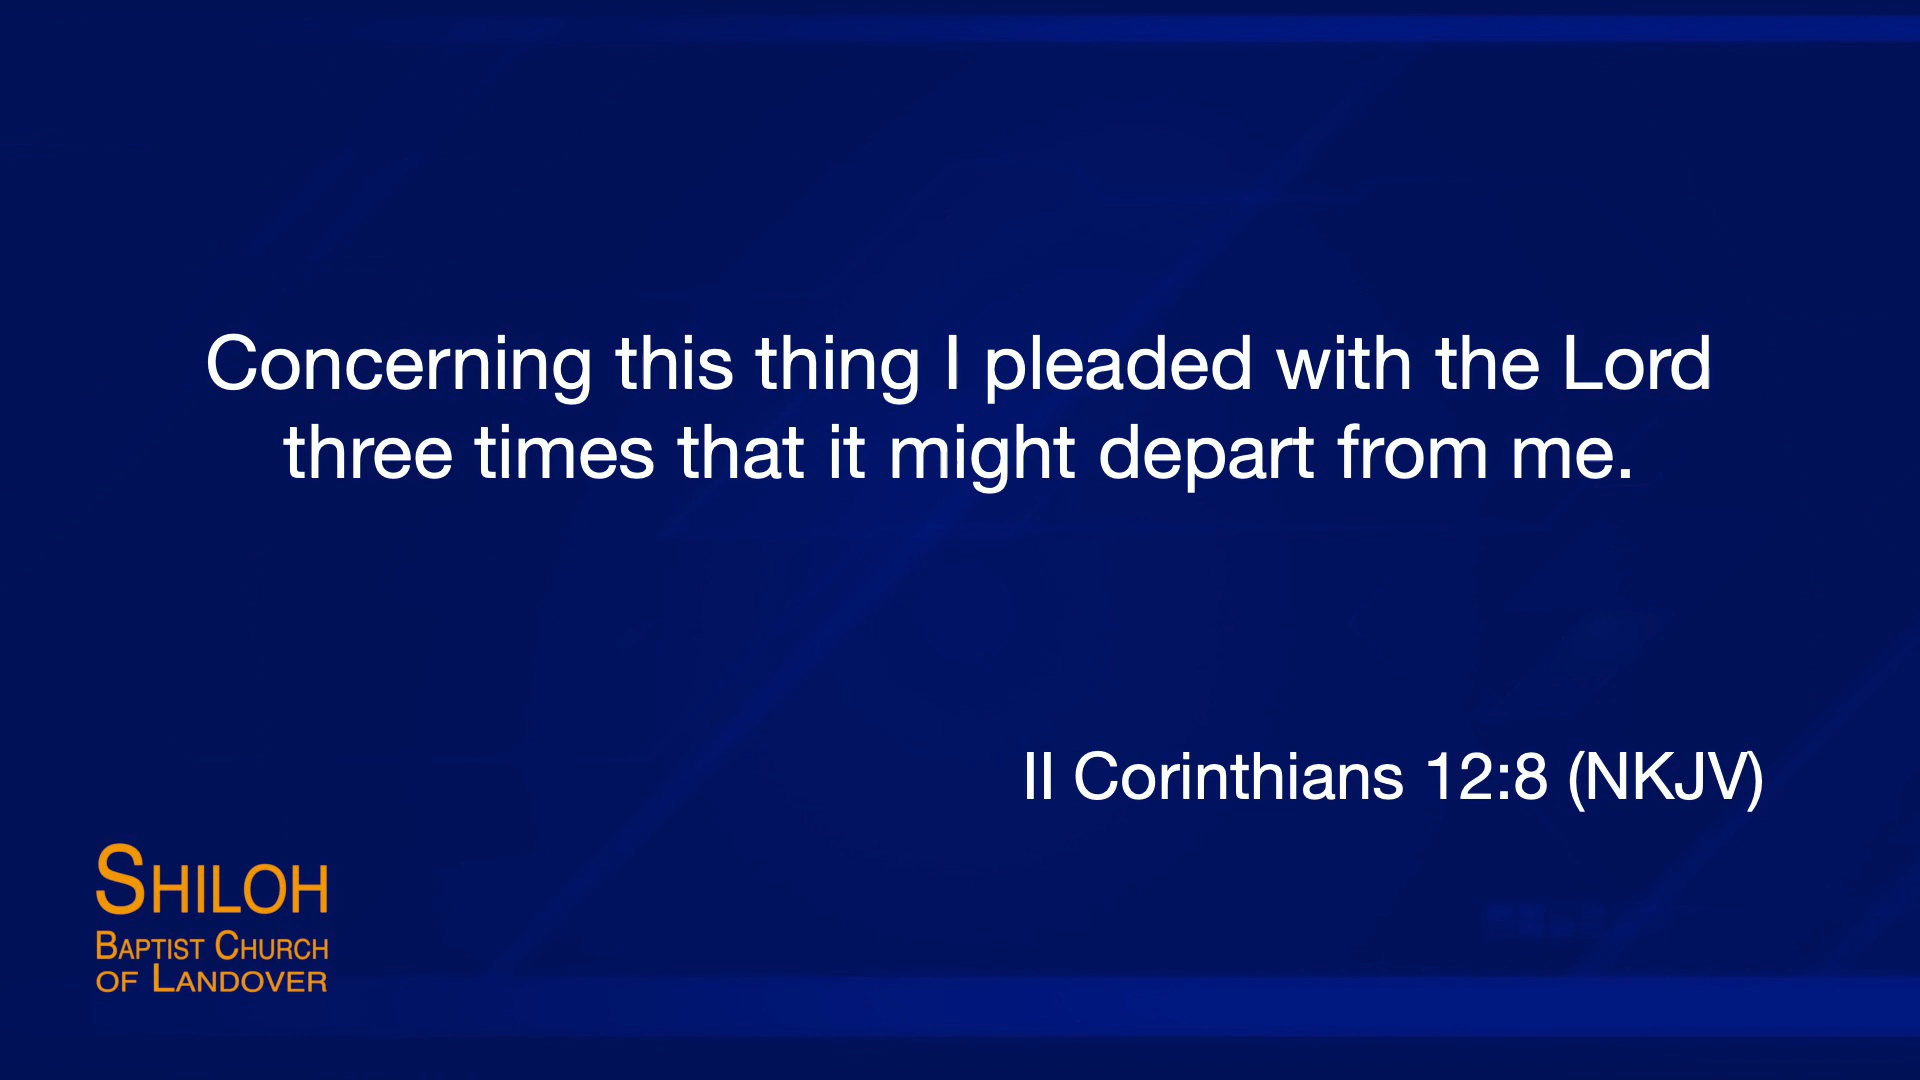 Concerning this thing I pleaded with the Lord
three times that it might depart from me.
II Corinthians 12:8 (NKJV)
SHILOH
BAPTIST CHURCH
OF LANDOVER